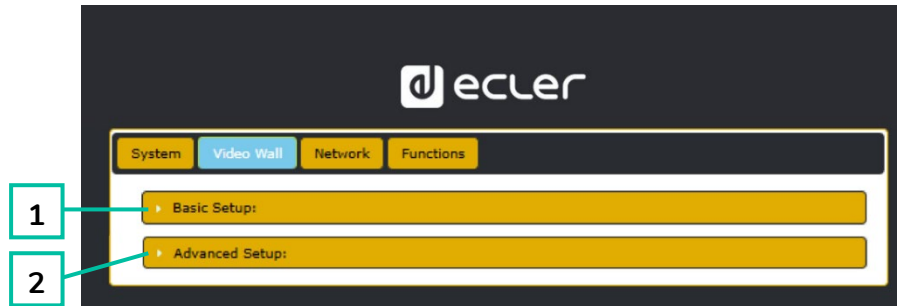 ecler
System Video Wall Network Functions
1 Basic Setup:
2 Advanced Setup: